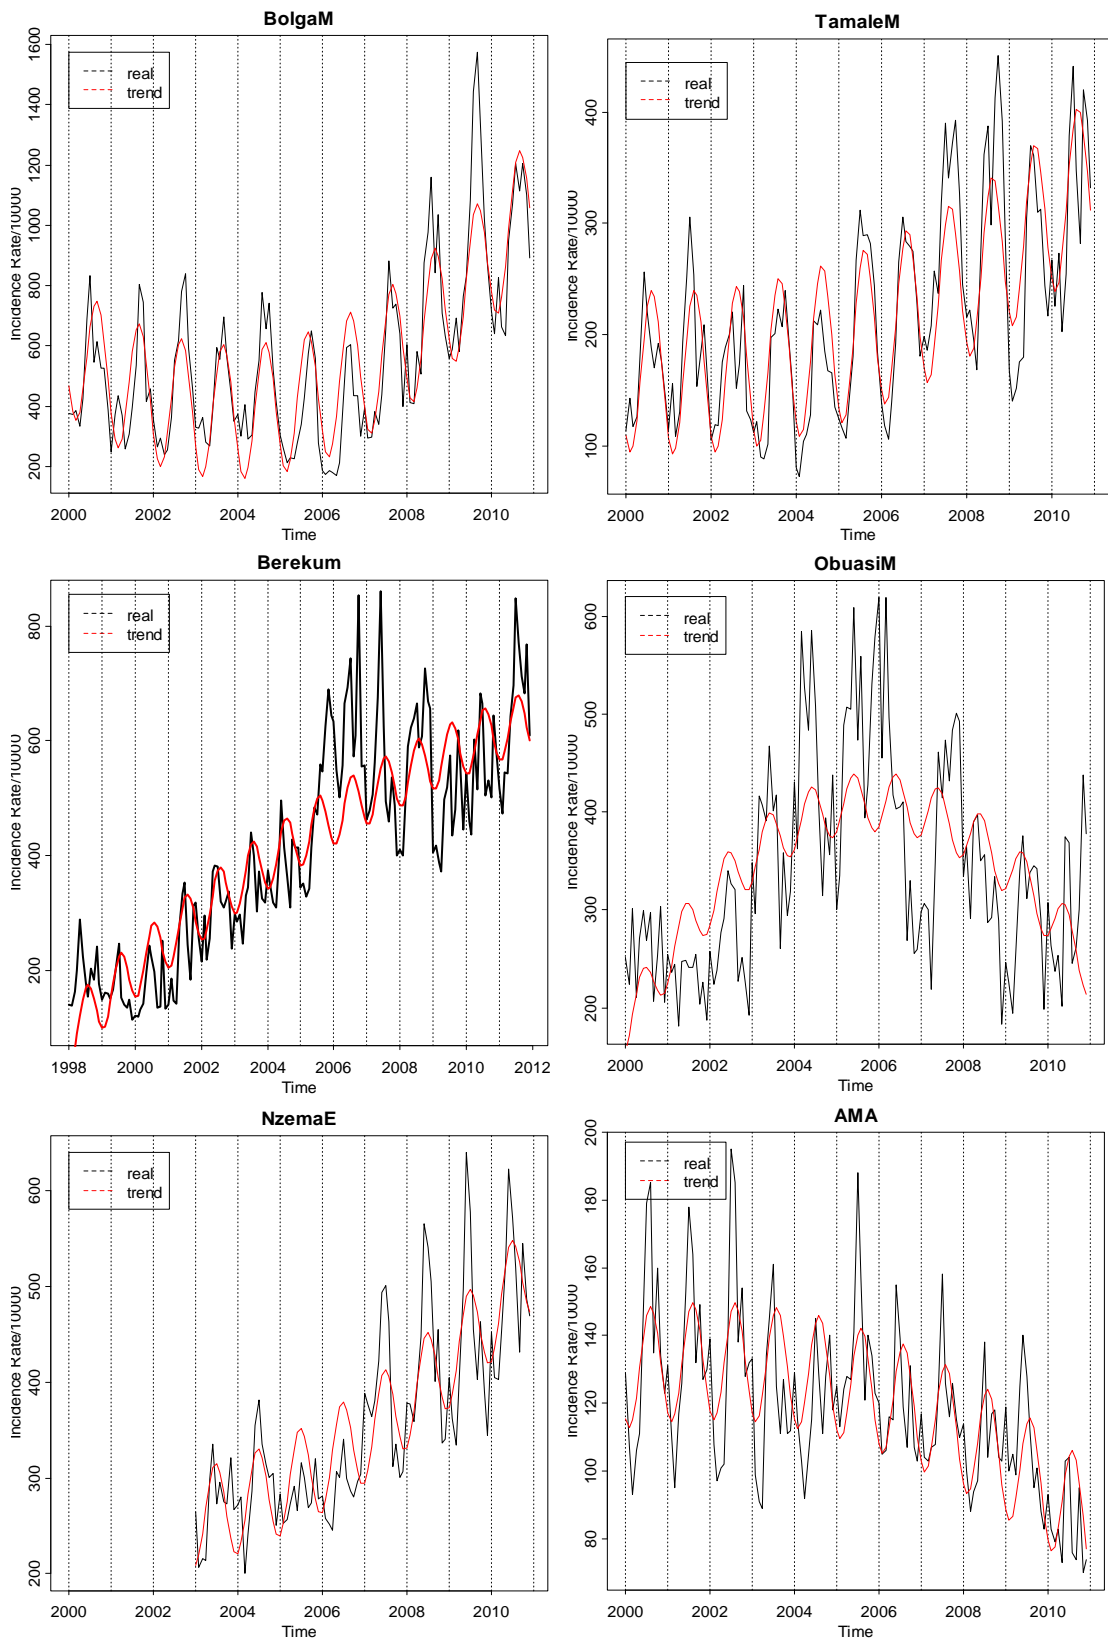 BolgaM
real
trend
Incidence Rate/10000
200 400 600 800 1000 1200 1400 1600
2000 2002 2004 2006 2008 2010
Time
TamaleM
real
trend
Incidence Rate/10000
100 200 300 400
2000 2002 2004 2006 2008 2010
Time
Berekum
real
trend
Incidence Rate/100000
200 400 600 800
1998 2000 2002 2004 2006 2008 2010 2012
Time
ObuasiM
real
trend
Incidence Rate/10000
200 300 400 500 600
2000 2002 2004 2006 2008 2010
Time
NzemaE
real
trend
Incidence Rate/10000
200 300 400 500 600
2000 2002 2004 2006 2008 2010
Time
AMA
real
trend
Incidence Rate/10000
80 100 120 140 160 180 200
2000 2002 2004 2006 2008 2010
Time